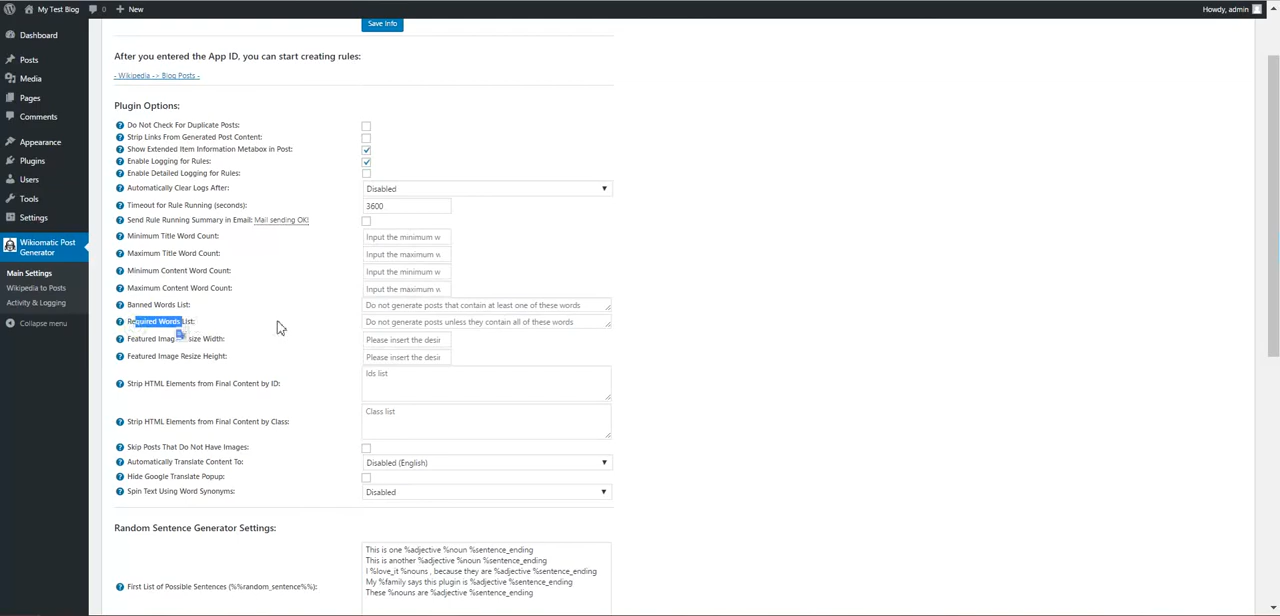 My Test Blog 0 New Howdy, admin
Dashboard
Posts
Media
Pages
Comments
Appearance
Plugins
Users
Tools
Settings
Wikiomatic Post
Generator
Main Settings
Wikipedia to Posts
Activity & Logging
Collapse menu
Save Info
After you entered the App ID, you can start creating rules:
- Wikipedia -> Blog Posts -
Plugin Options:
Do Not Check For Duplicate Posts:
Strip Links From Generated Post Content:
Show Extended Item Information Metabox in Post:
Enable Logging for Rules:
Enable Detailed Logging for Rules:
Automatically Clear Logs After: Disabled
Timeout for Rule Running (seconds): 3600
Send Rule Running Summary in Email: Mail sending OK!
Minimum Title Word Count: Input the minimum w
Maximum Title Word Count: Input the maximum w
Minimum Content Word Count: Input the minimum w
Maximum Content Word Count: Input the maximum w
Banned Words List: Do not generate posts that contain at least one of these words
Required Words List: Do not generate posts unless they contain all of these words
Featured Imag size Width: Please insert the desir
Featured Image Resize Height: Please insert the desir
Strip HTML Elements from Final Content by ID: Ids list
Strip HTML Elements from Final Content by Class: Class list
Skip Posts That Do Not Have Images:
Automatically Translate Content To: Disabled (English)
Hide Google Translate Popup:
Spin Text Using Word Synonyms: Disabled
Random Sentence Generator Settings:
First List of Possible Sentences (%%random_sentence%%):
This is one %adjective %noun %sentence_ending
This is another %adjective %noun %sentence_ending
I %love_it %nouns , because they are %adjective %sentence_ending
My %family says this plugin is %adjective %sentence_ending
These %nouns are %adjective %sentence_ending